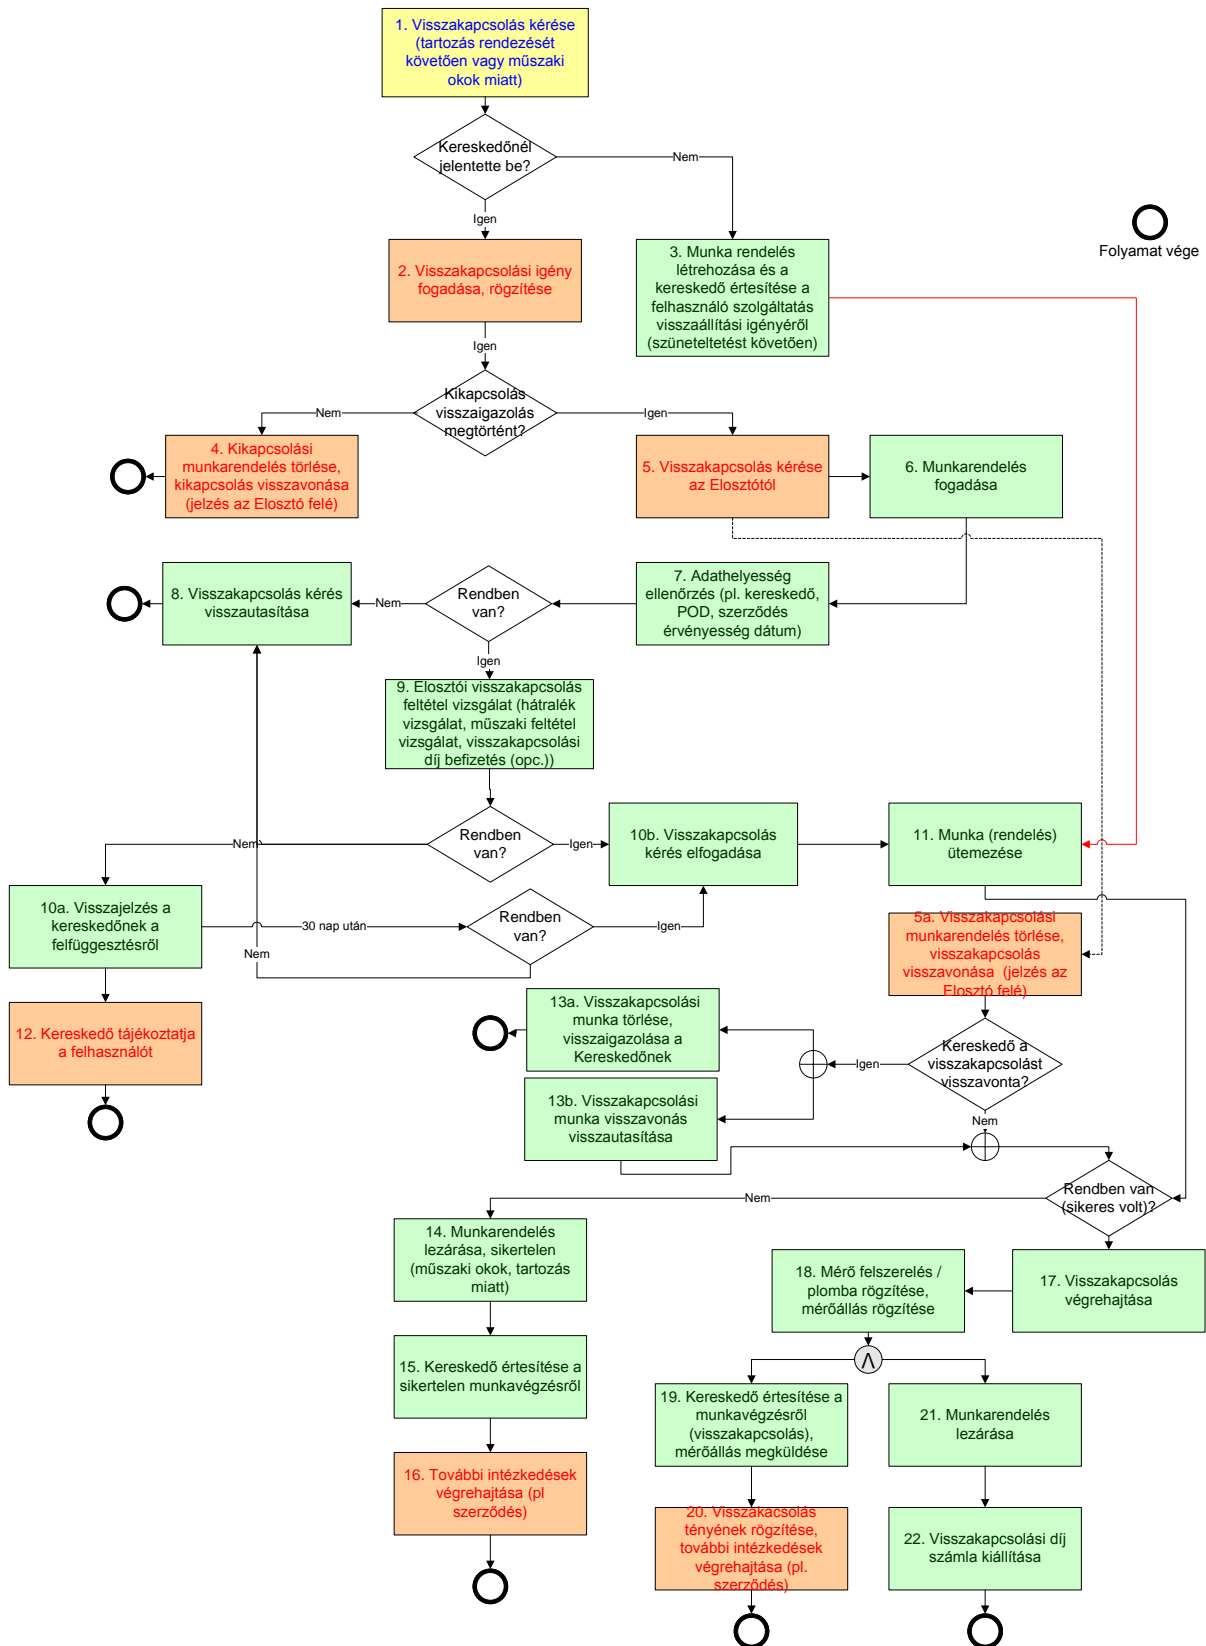 1. Visszakapcsolás kérése
(tartozás rendezését
követően vagy műszaki
okok miatt)
Kereskedőnél
jelentette be?
Nem
Igen
Folyamat vége
2. Visszakapcsolási igény
fogadása, rögzítése
3. Munka rendelés
létrehozása és a
kereskedő értesítése a
felhasználó szolgáltatás
visszaállítási igényéről
(szüneteltetést követően)
Igen
Kikapcsolás
visszaigazolás
megtörtént?
Nem
Igen
4. Kikapcsolási
munkarendelés törlése,
kikapcsolás visszavonása
(jelzés az Elosztó felé)
5. Visszakapcsolás kérése
az Elosztótól
6. Munkarendelés
fogadása
7. Adathelyesség
ellenőrzés (pl. kereskedő,
POD, szerződés
érvényesség dátum)
Rendben
van?
Nem
8. Visszakapcsolás kérés
visszautasítása
Igen
9. Elosztói visszakapcsolás
feltétel vizsgálat (hátralék
vizsgálat, műszaki feltétel
vizsgálat, visszakapcsolási
díj befizetés (opc.))
Rendben
van?
Nem
Igen
10b. Visszakapcsolás
kérés elfogadása
11. Munka (rendelés)
ütemezése
10a. Visszajelzés a
kereskedőnek a
felfüggesztésről
30 nap után
Rendben
van?
Igen
Nem
5a. Visszakapcsolási
munkarendelés törlése,
visszakapcsolás
visszavonása (jelzés az
Elosztó felé)
12. Kereskedő tájékoztatja
a felhasználót
13a. Visszakapcsolási
munka törlése,
visszaigazolása a
Kereskedőnek
Igen
Kereskedő a
visszakapcsolást
visszavonta?
13b. Visszakapcsolási
munka visszavonás
visszautasítása
Nem
Rendben van
(sikeres volt)?
Nem
Igen
14. Munkarendelés
lezárása, sikertelen
(műszaki okok, tartozás
miatt)
18. Mérő felszerelés /
plomba rögzítése,
mérőállás rögzítése
17. Visszakapcsolás
végrehajtása
Λ
15. Kereskedő értesítése a
sikertelen munkavégzésről
19. Kereskedő értesítése a
munkavégzésről
(visszakapcsolás),
mérőállás megküldése
21. Munkarendelés
lezárása
16. További intézkedések
végrehajtása (pl
szerződés)
20. Visszakacsolás
tényének rögzítése,
további intézkedések
végrehajtása (pl.
szerződés)
22. Visszakapcsolási díj
számla kiállítása